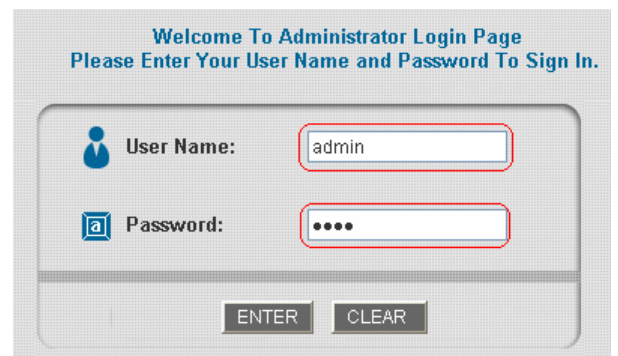 Welcome To Administrator Login Page
Please Enter Your User Name and Password To Sign In.
User Name:
admin
a
Password:
••••
ENTER
CLEAR